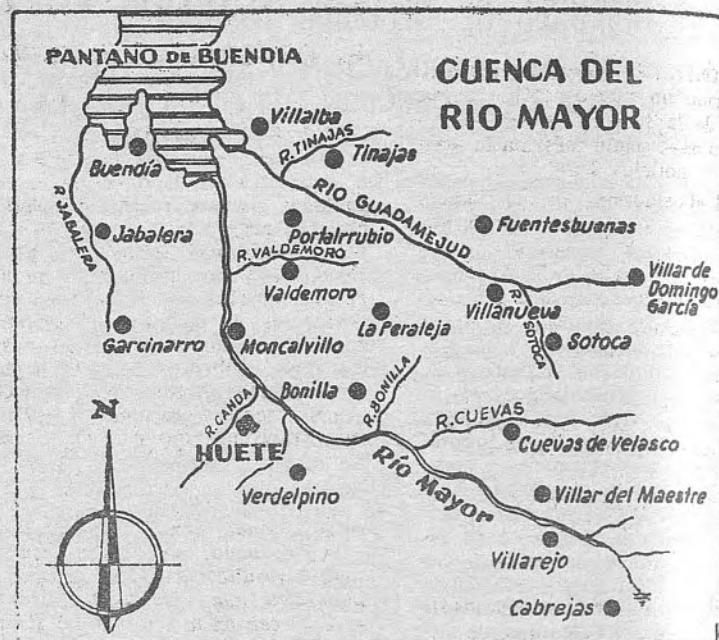 PANTANO DE BUENDIA
CUENCA DEL
RIO MAYOR
Villalba
R. TINAJAS
Tinajas
Buendía
R. JABALERA
RIO GUADAMEJUD
Jabalera
Portalrrubio
Fuentesbuenas
R. VALDEMORO
Valdemoro
Villar de
Domingo
García
Villanueva
R. SOTOCA
Sotoca
La Peraleja
Garcinarro
Moncalvillo
Bonilla
R. BONILLA
R. CANDA
R. CUEVAS
HUETE
Cuevas de Velasco
Río Mayor
Verdelpino
Villar del Maestre
Villarejo
Cabrejas
N